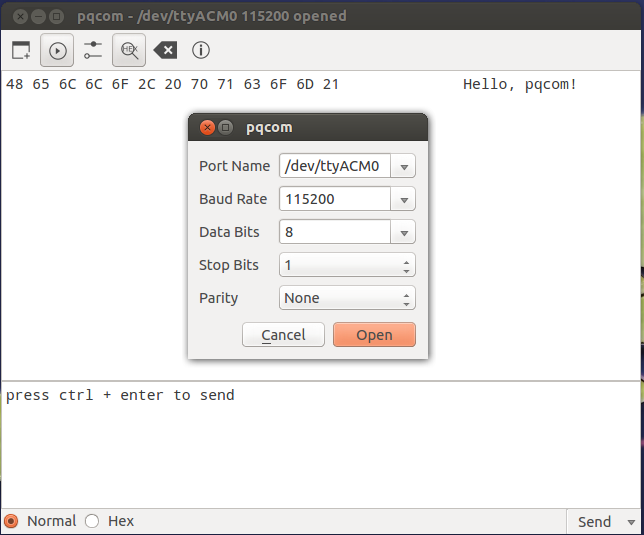 pqcom - /dev/ttyACM0 115200 opened
HEX
48 65 6C 6C 6F 2C 20 70 71 63 6F 6D 21 Hello, pqcom!
pqcom
Port Name /dev/ttyACM0
Baud Rate 115200
Data Bits 8
Stop Bits 1
Parity None
Cancel Open
press ctrl + enter to send
Normal Hex Send